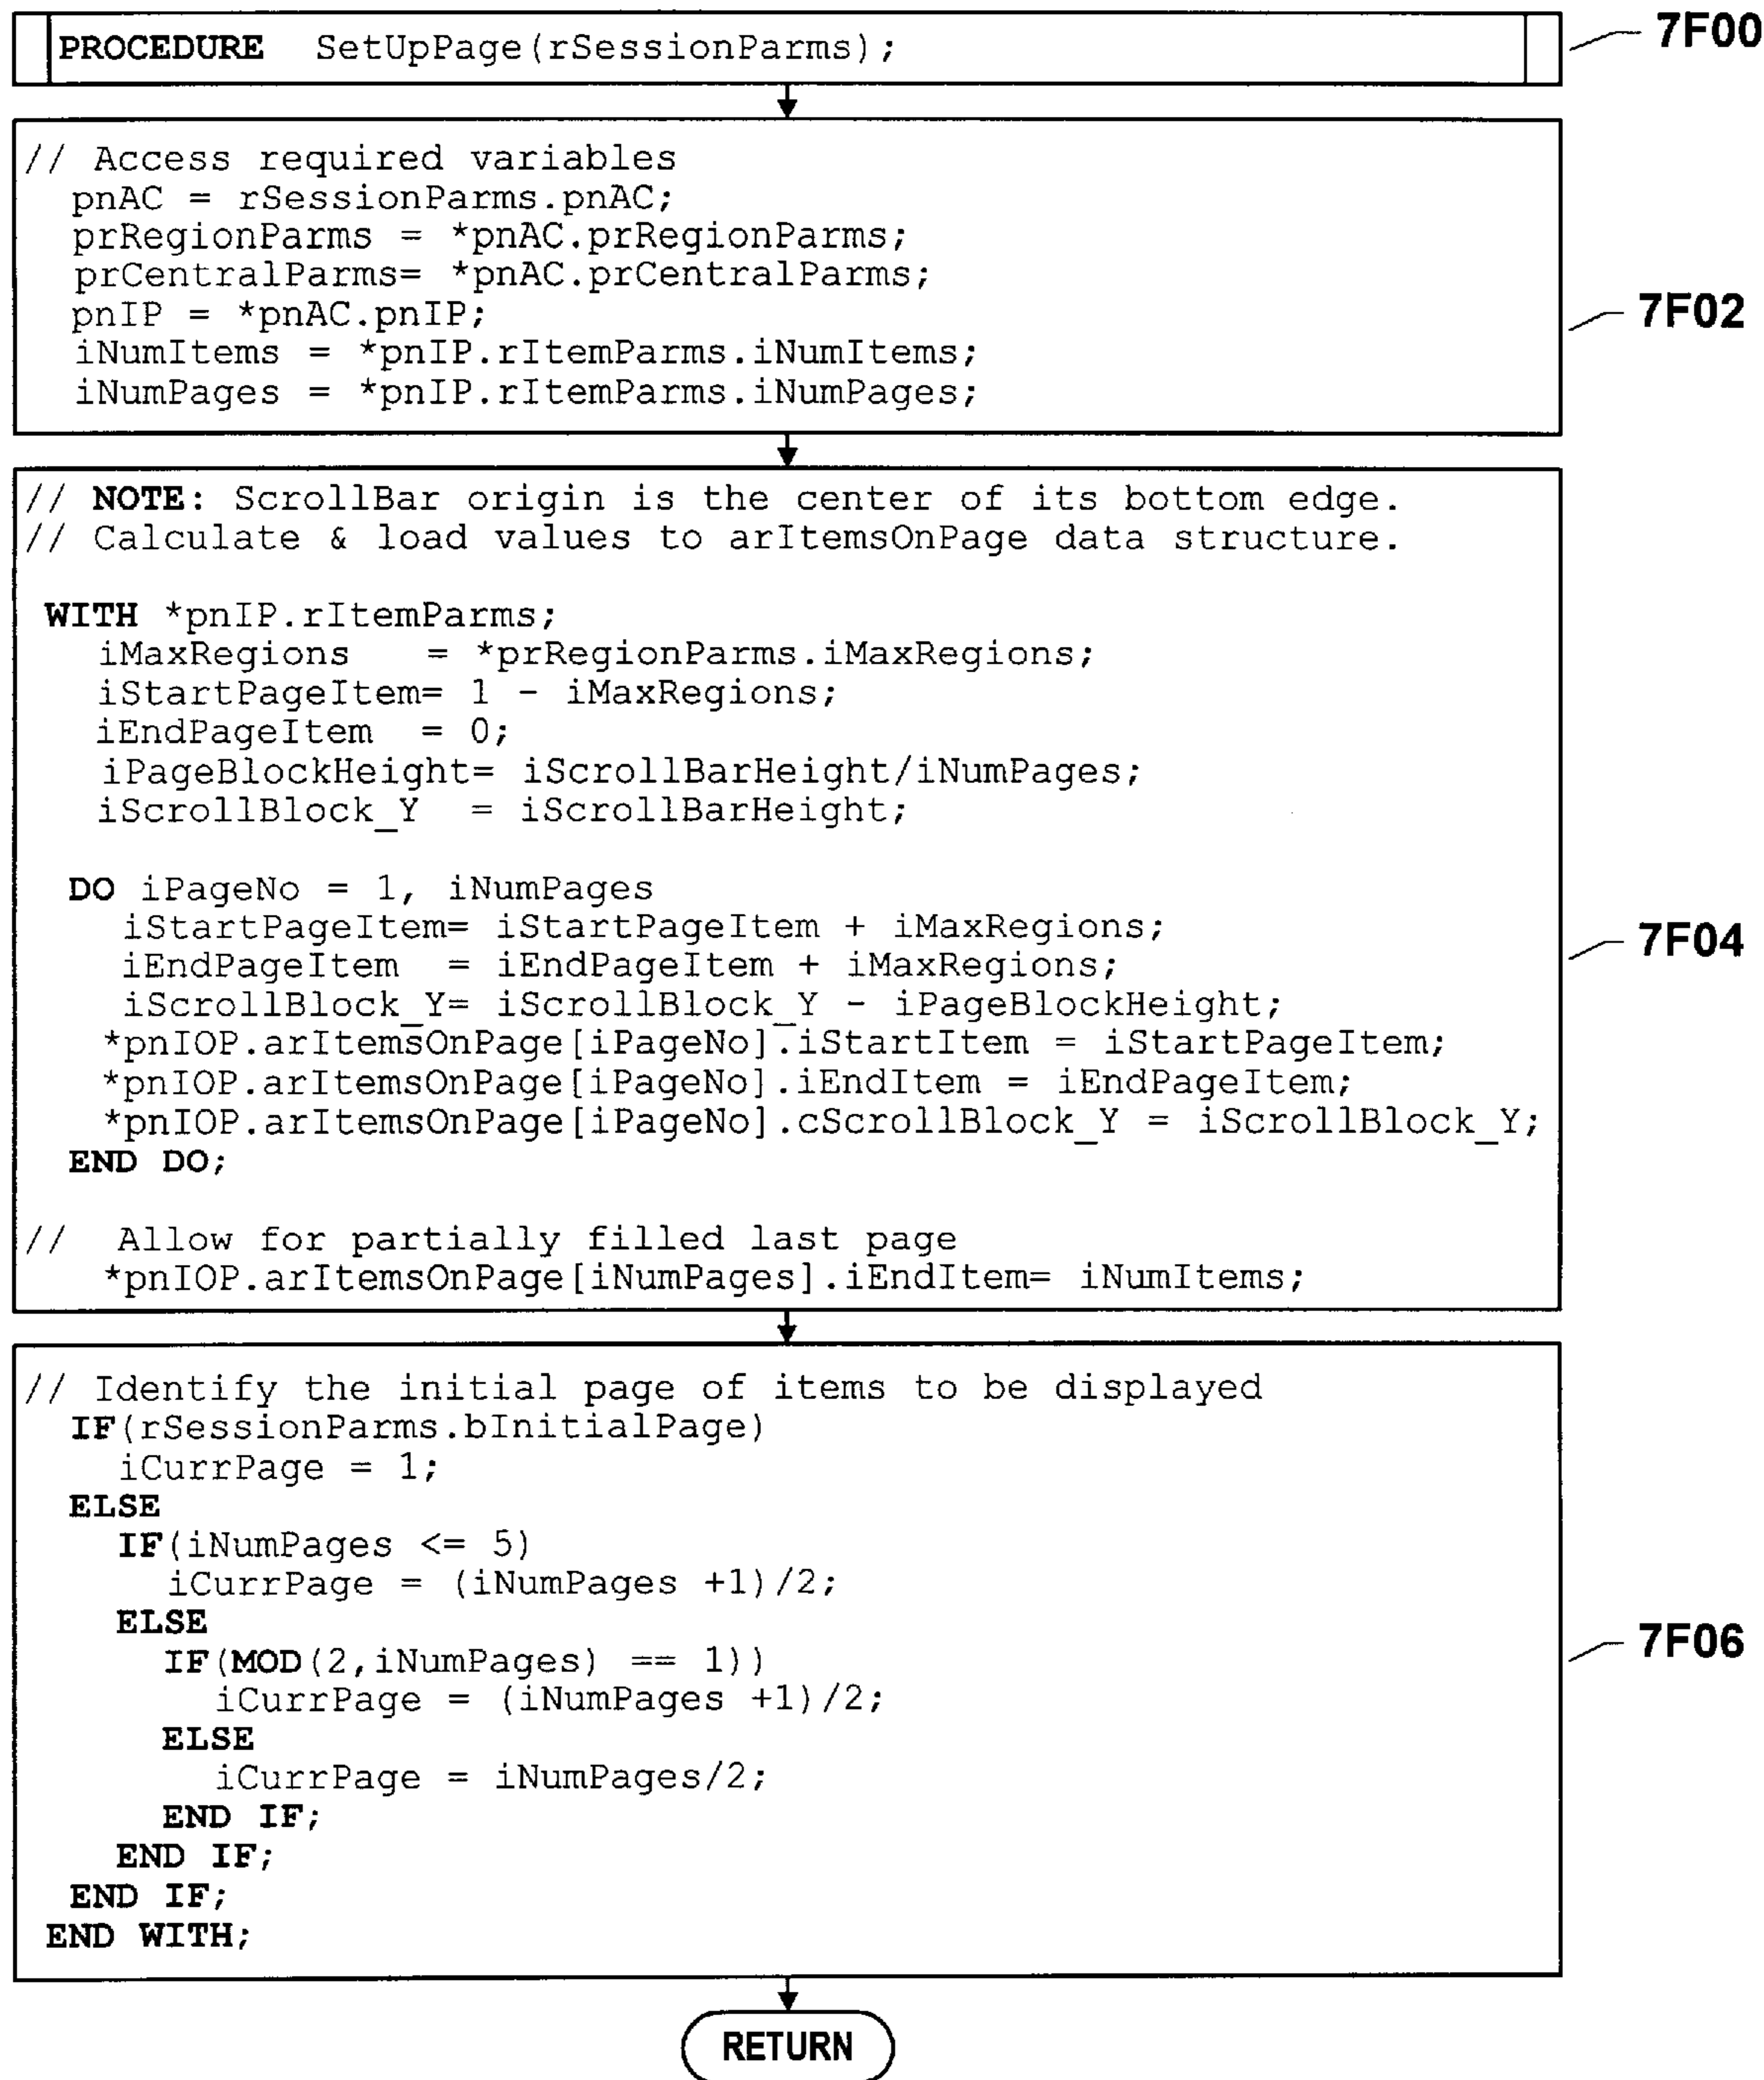 PROCEDURE SetUpPage(rSessionParms);
7F00
// Access required variables
pnAC = rSessionParms.pnAC;
prRegionParms = *pnAC.prRegionParms;
prCentralParms= *pnAC.prCentralParms;
pnIP = *pnAC.pnIP;
iNumItems = *pnIP.rItemParms.iNumItems;
iNumPages = *pnIP.rItemParms.iNumPages;
7F02
// NOTE: ScrollBar origin is the center of its bottom edge.
// Calculate & load values to arItemsOnPage data structure.
WITH *pnIP.rItemParms;
iMaxRegions = *prRegionParms.iMaxRegions;
iStartPageItem= 1 - iMaxRegions;
iEndPageItem = 0;
iPageBlockHeight= iScrollBarHeight/iNumPages;
iScrollBlock_Y = iScrollBarHeight;
DO iPageNo = 1, iNumPages
iStartPageItem= iStartPageItem + iMaxRegions;
iEndPageItem = iEndPageItem + iMaxRegions;
iScrollBlock_Y= iScrollBlock_Y - iPageBlockHeight;
*pnIOP.arItemsOnPage[iPageNo].iStartItem = iStartPageItem;
*pnIOP.arItemsOnPage[iPageNo].iEndItem = iEndPageItem;
*pnIOP.arItemsOnPage[iPageNo].cScrollBlock_Y = iScrollBlock_Y;
END DO;
// Allow for partially filled last page
*pnIOP.arItemsOnPage[iNumPages].iEndItem= iNumItems;
7F04
// Identify the initial page of items to be displayed
IF(rSessionParms.bInitialPage)
iCurrPage = 1;
ELSE
IF(iNumPages <= 5)
iCurrPage = (iNumPages +1)/2;
ELSE
IF(MOD(2,iNumPages) == 1))
iCurrPage = (iNumPages +1)/2;
ELSE
iCurrPage = iNumPages/2;
END IF;
END IF;
END IF;
END WITH;
7F06
RETURN